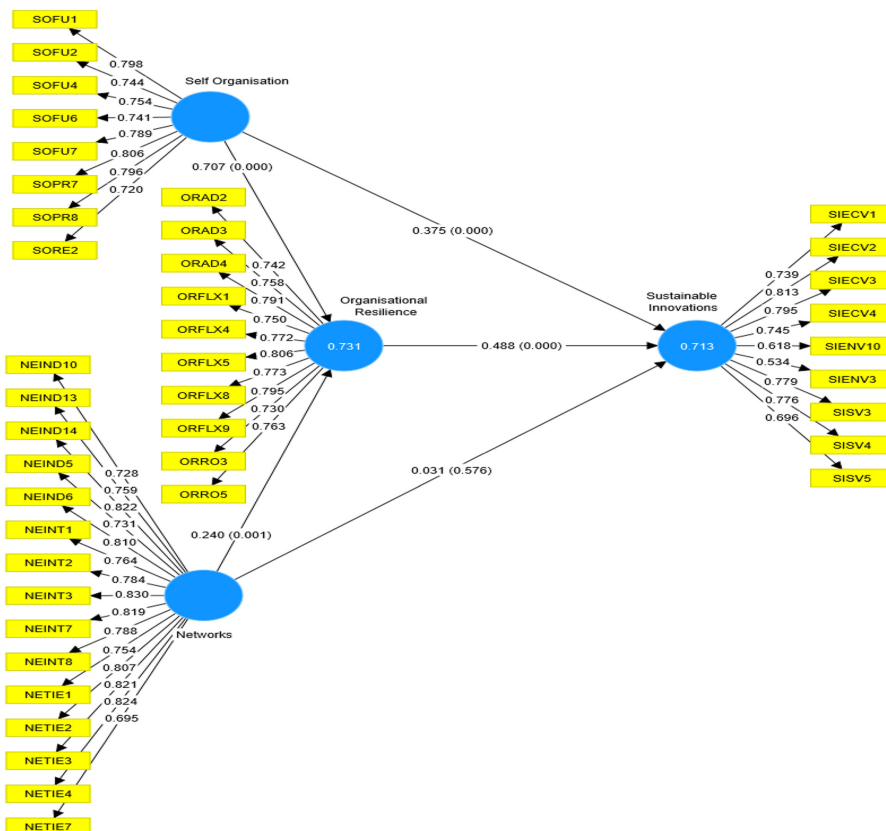 SOFU1
SOFU2
SOFU4
SOFU6
SOFU7
SOPR7
SOPR8
SORE2
0.798
0.744
0.754
0.741
0.789
0.806
0.796
0.720
Self Organisation
0.707 (0.000)
0.375 (0.000)
ORAD2
ORAD3
ORAD4
ORFLX1
ORFLX4
ORFLX5
ORFLX8
ORFLX9
ORRO3
ORRO5
0.742
0.758
0.791
0.750
0.772
0.806
0.773
0.795
0.730
0.763
Organisational
Resilience
0.731
0.488 (0.000)
Sustainable
Innovations
0.713
0.739
0.813
0.795
0.745
0.618
0.534
0.779
0.776
0.696
SIECV1
SIECV2
SIECV3
SIECV4
SIENV10
SIENV3
SISV3
SISV4
SISV5
0.031 (0.576)
0.240 (0.001)
NEIND10
NEIND13
NEIND14
NEIND5
NEIND6
NEINT1
NEINT2
NEINT3
NEINT7
NEINT8
NETIE1
NETIE2
NETIE3
NETIE4
NETIE7
0.728
0.759
0.822
0.731
0.810
0.764
0.784
0.830
0.819
0.788
0.754
0.807
0.821
0.824
0.695
Networks